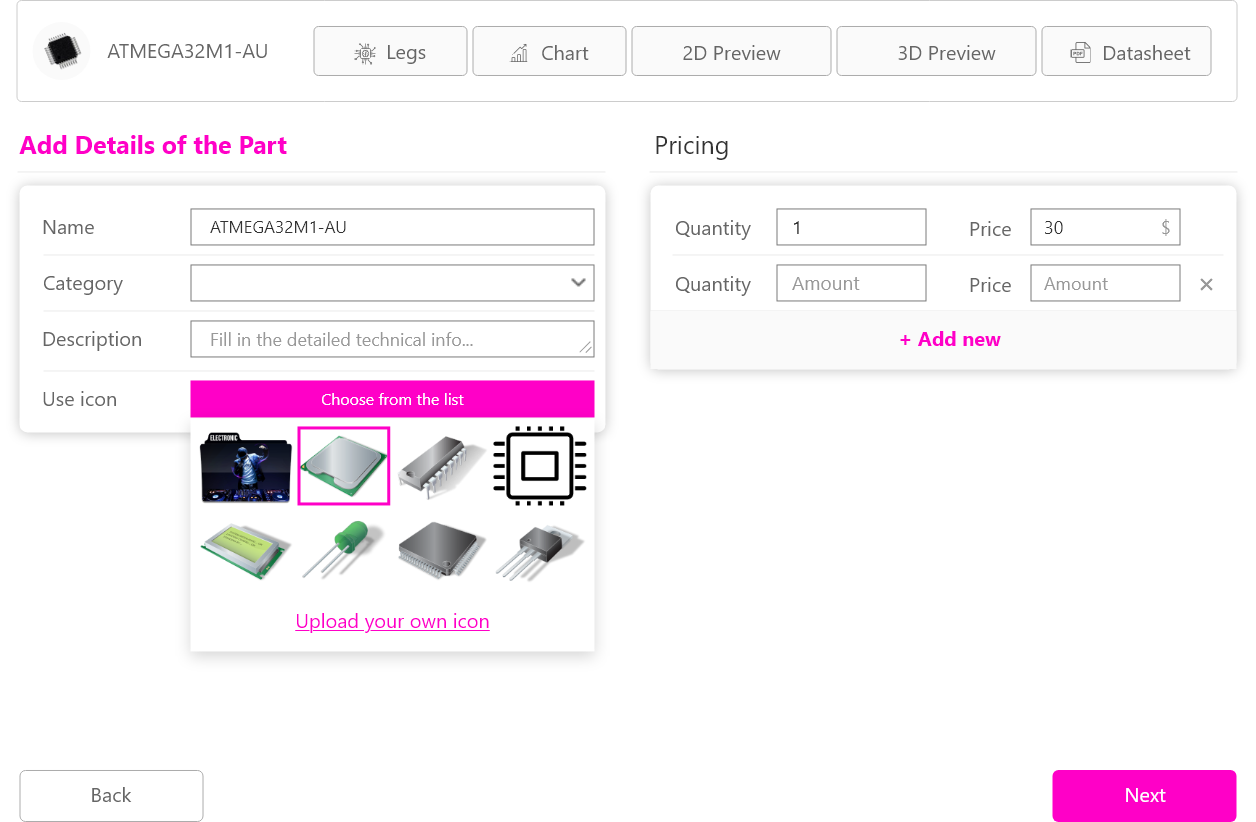 ATMEGA32M1-AU
Legs
Chart
2D Preview
3D Preview
PDF
Datasheet
Add Details of the Part
Name
ATMEGA32M1-AU
Category
Description
Fill in the detailed technical info...
Use icon
Choose from the list
ELECTRONIC
Upload your own icon
Pricing
Quantity 1 Price 30 $
Quantity Amount Price Amount ×
+ Add new
Back
Next